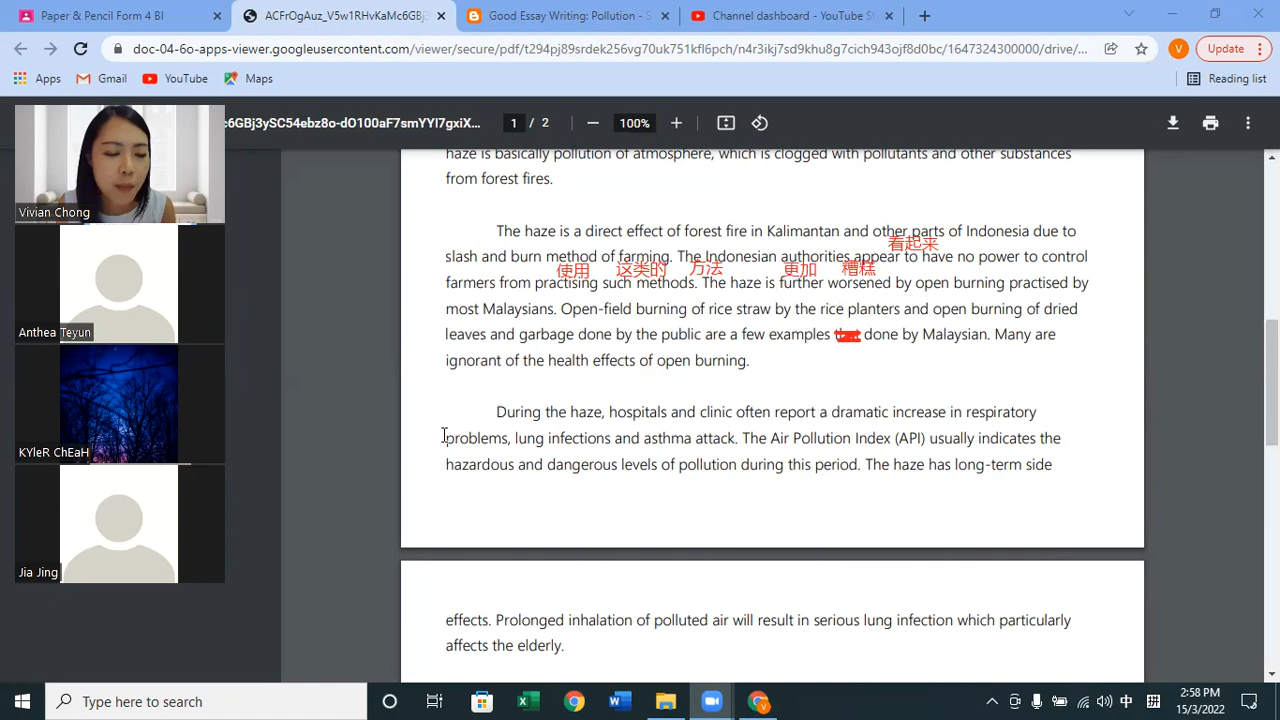 Paper & Pencil Form 4 BI
ACFrOgAuz_V5w1RHvKaMc6GBj
Good Essay Writing: Pollution - S
Channel dashboard - YouTube St
doc-04-6o-apps-viewer.googleusercontent.com/viewer/secure/pdf/t294pj89srdek256vg70uk751kfl6pch/n4r3ikj7sd9khu8g7cich943ojf8d0bc/1647324300000/drive/...
Update
Apps
Gmail
YouTube
Maps
Reading list
c6GBj3ySC54ebz8o-dO100aF7smYYI7gxiX...
1 / 2
100%
haze is basically pollution of atmosphere, which is clogged with pollutants and other substances
from forest fires.
The haze is a direct effect of forest fire in Kalimantan and other parts of Indonesia due to
看起来
slash and burn method of farming. The Indonesian authorities appear to have no power to control
使用 这类的 方法 更加 糟糕
farmers from practising such methods. The haze is further worsened by open burning practised by
most Malaysians. Open-field burning of rice straw by the rice planters and open burning of dried
leaves and garbage done by the public are a few examples done by Malaysian. Many are
ignorant of the health effects of open burning.
During the haze, hospitals and clinic often report a dramatic increase in respiratory
problems, lung infections and asthma attack. The Air Pollution Index (API) usually indicates the
hazardous and dangerous levels of pollution during this period. The haze has long-term side
effects. Prolonged inhalation of polluted air will result in serious lung infection which particularly
affects the elderly.
Vivian Chong
Anthea Teyun
KYleR ChEaH
Jia Jing
Type here to search
中
拼
2:58 PM
15/3/2022